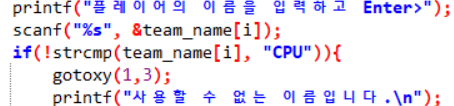 printf("플레이어의 이름을 입력하고 Enter>");
scanf("%s", &team_name[i]);
if(!strcmp(team_name[i], "CPU")){
gotoxy(1,3);
printf("사용할 수 없는 이름입니다.\n");